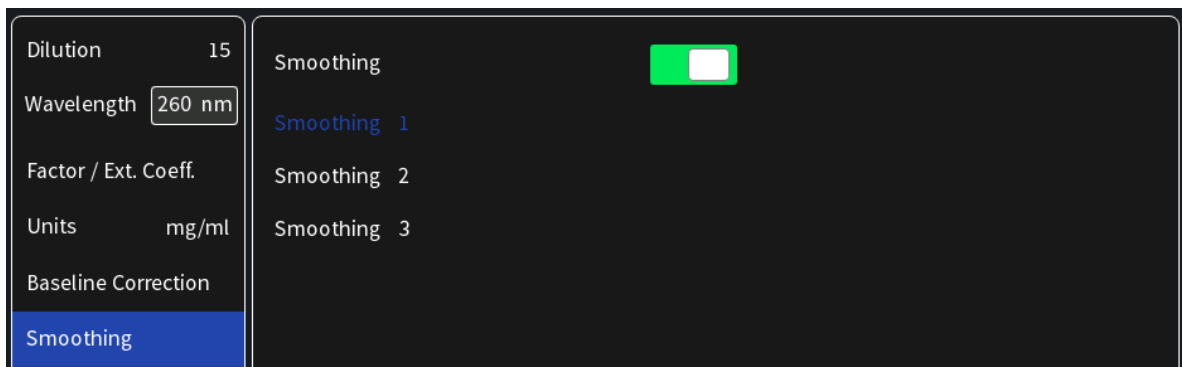 Dilution 15
Wavelength 260 nm
Factor / Ext. Coeff.
Units mg/ml
Baseline Correction
Smoothing
Smoothing
Smoothing 1
Smoothing 2
Smoothing 3